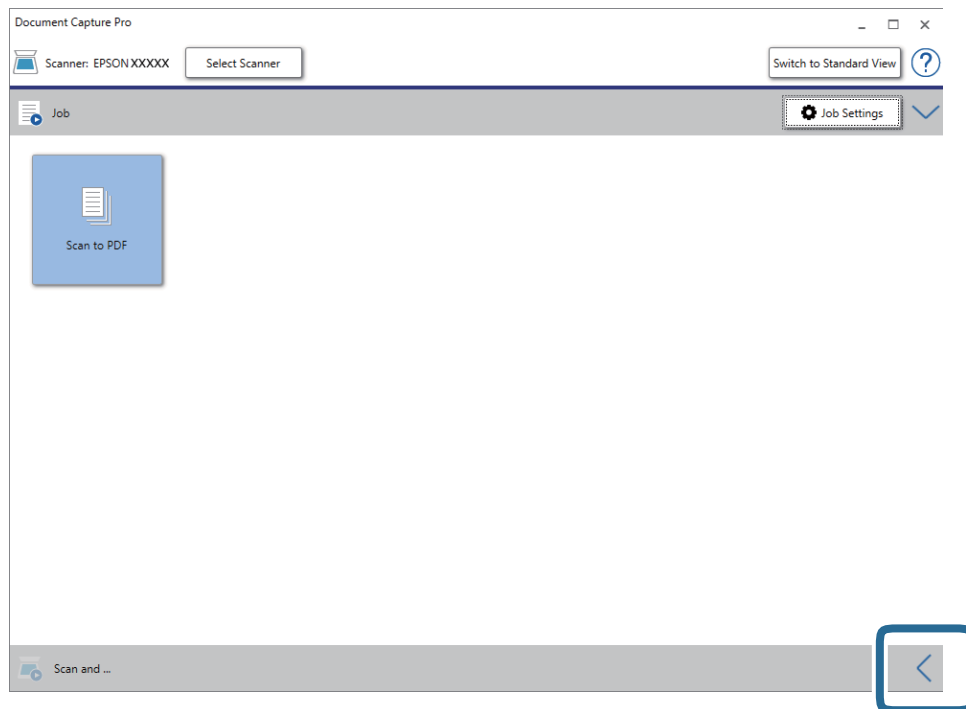 Document Capture Pro
Scanner: EPSON XXXXX
Select Scanner
Switch to Standard View
?
Job
Job Settings
Scan to PDF
Scan and ...